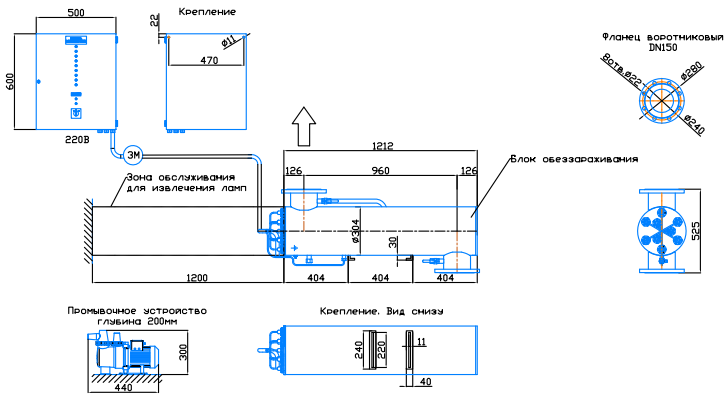 500
600
220В
Крепление
22
Ø11
470
3М
Фланец воротниковый
DN150
8отв.Ø22
Ø280
Ø240
1212
126
960
126
Блок обеззараживания
Зона обслуживания
для извлечения ламп
Ø304
30
1200
404
404
404
525
Промывочное устройство
глубина 200мм
300
440
Крепление. Вид снизу
240
220
11
40